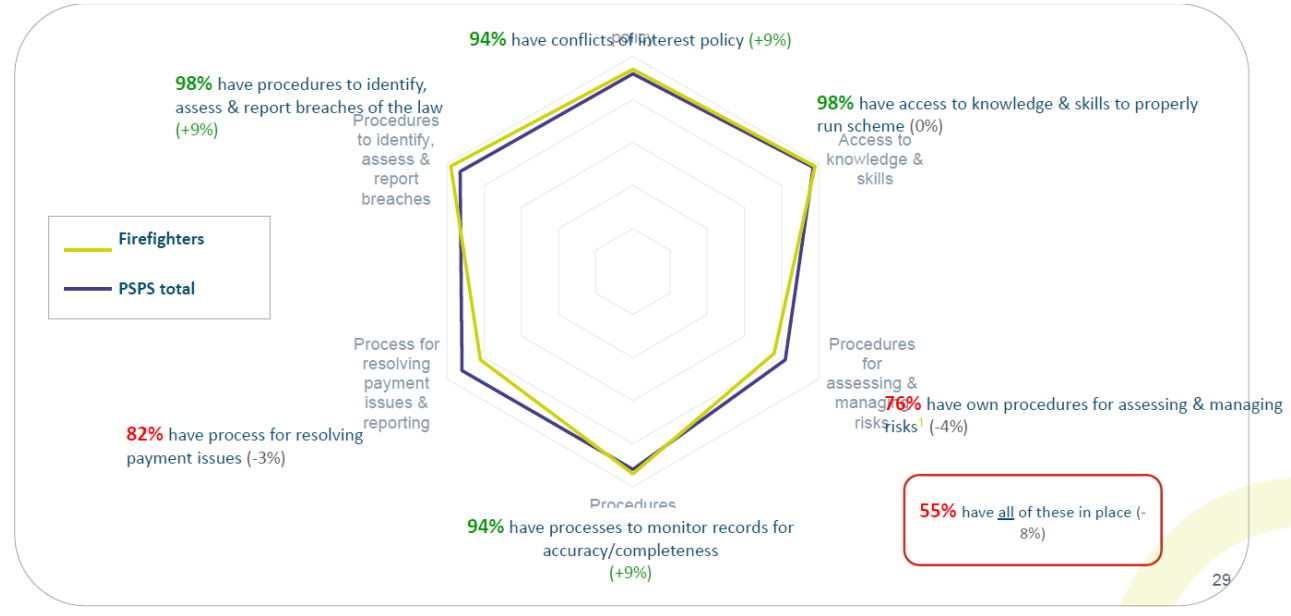 94% have conflicts of interest policy (+9%)
policy
98% have procedures to identify,
assess & report breaches of the law
(+9%)
98% have access to knowledge & skills to properly
run scheme (0%)
Procedures
to identify,
assess &
report
breaches
Access to
knowledge &
skills
Firefighters
PSPS total
Process for
resolving
payment
issues &
reporting
Procedures
for
assessing &
managing
risks
76% have own procedures for assessing & managing
risks¹ (-4%)
82% have process for resolving
payment issues (-3%)
Procedures
94% have processes to monitor records for
accuracy/completeness
(+9%)
55% have all of these in place (-
8%)
29